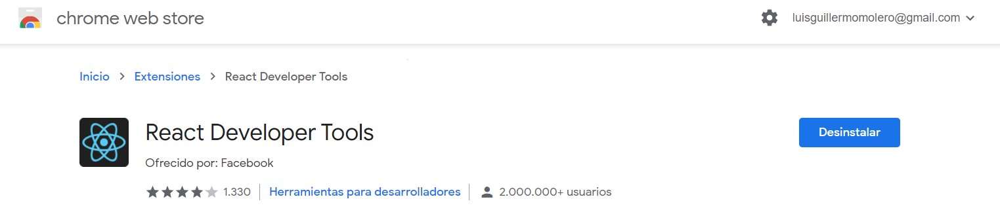 chrome web store
luisguillermomolero@gmail.com
Inicio > Extensiones > React Developer Tools
React Developer Tools
Desinstalar
Ofrecido por: Facebook
1.330 | Herramientas para desarrolladores | 2.000.000+ usuarios